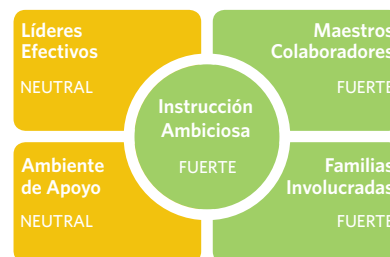 Líderes
Efectivos
NEUTRAL
Maestros
Colaboradores
FUERTE
Instrucción
Ambiciosa
FUERTE
Ambiente
de Apoyo
NEUTRAL
Familias
Involucradas
FUERTE